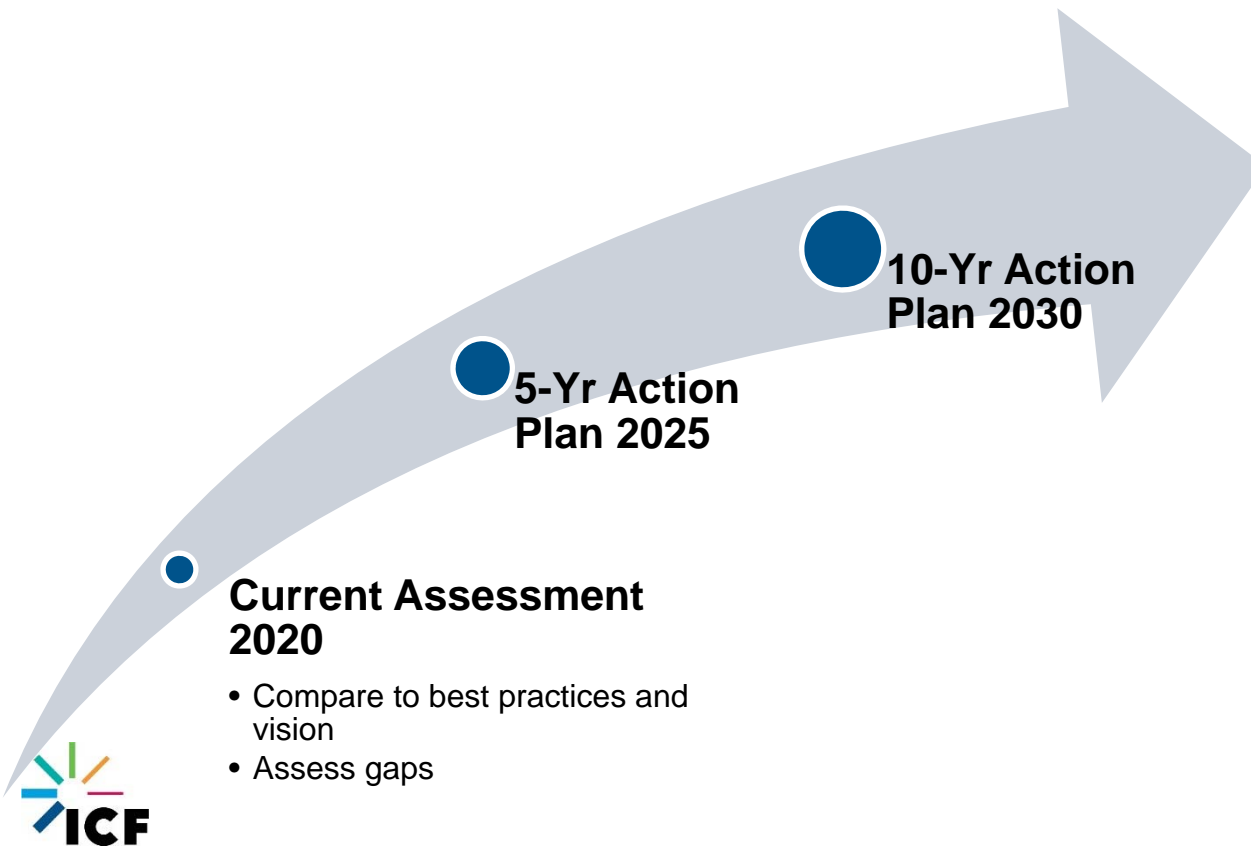 10-Yr Action
Plan 2030
5-Yr Action
Plan 2025
Current Assessment
2020
• Compare to best practices and
vision
• Assess gaps
ICF